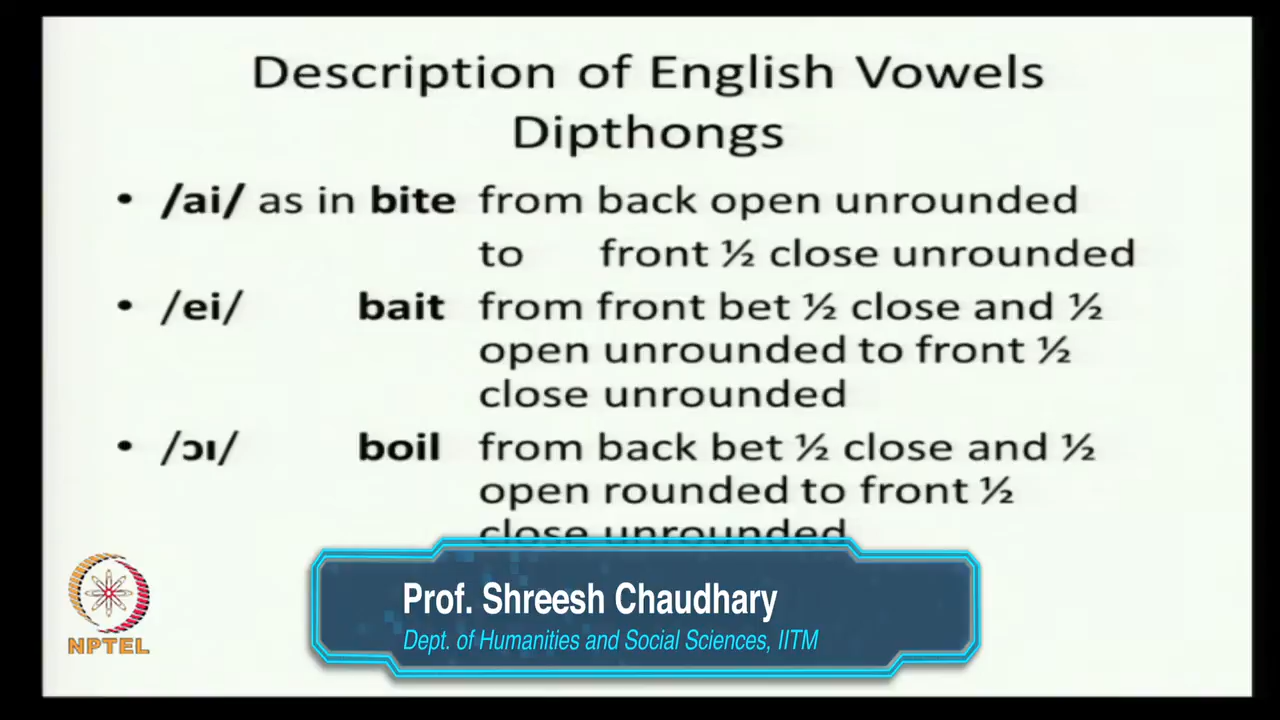 Description of English Vowels
Dipthongs
• /ai/ as in bite from back open unrounded
to front ½ close unrounded
• /ei/ bait from front bet ½ close and ½
open unrounded to front ½
close unrounded
• /ɔɪ/ boil from back bet ½ close and ½
open rounded to front ½
close unrounded
Prof. Shreesh Chaudhary
Dept. of Humanities and Social Sciences, IITM
NPTEL